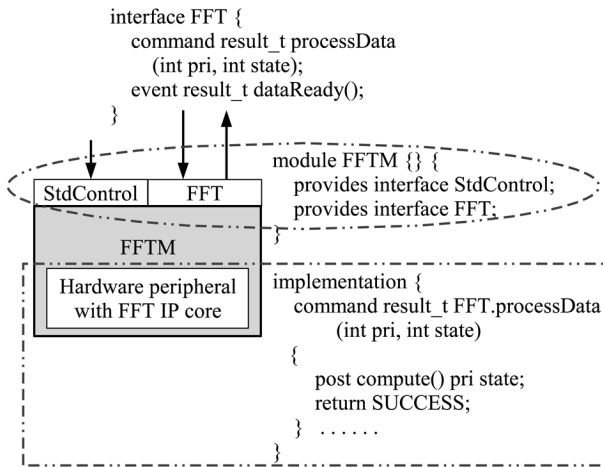 interface FFT {
command result_t processData
(int pri, int state);
event result_t dataReady();
}
module FFTM {} {
StdControl FFT
provides interface StdControl;
provides interface FFT;
}
FFTM
Hardware peripheral
with FFT IP core
implementation {
command result_t FFT.processData
(int pri, int state)
{
post compute() pri state;
return SUCCESS;
} ......
}